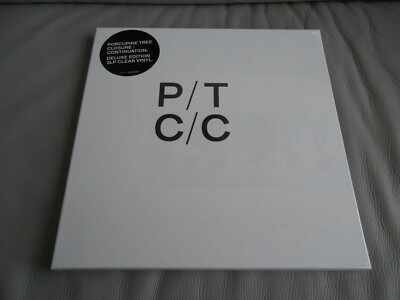 PORCUPINE TREE
CLOSURE /
CONTINUATION.
DELUXE EDITION
3LP CLEAR VINYL.
P/T
C/C